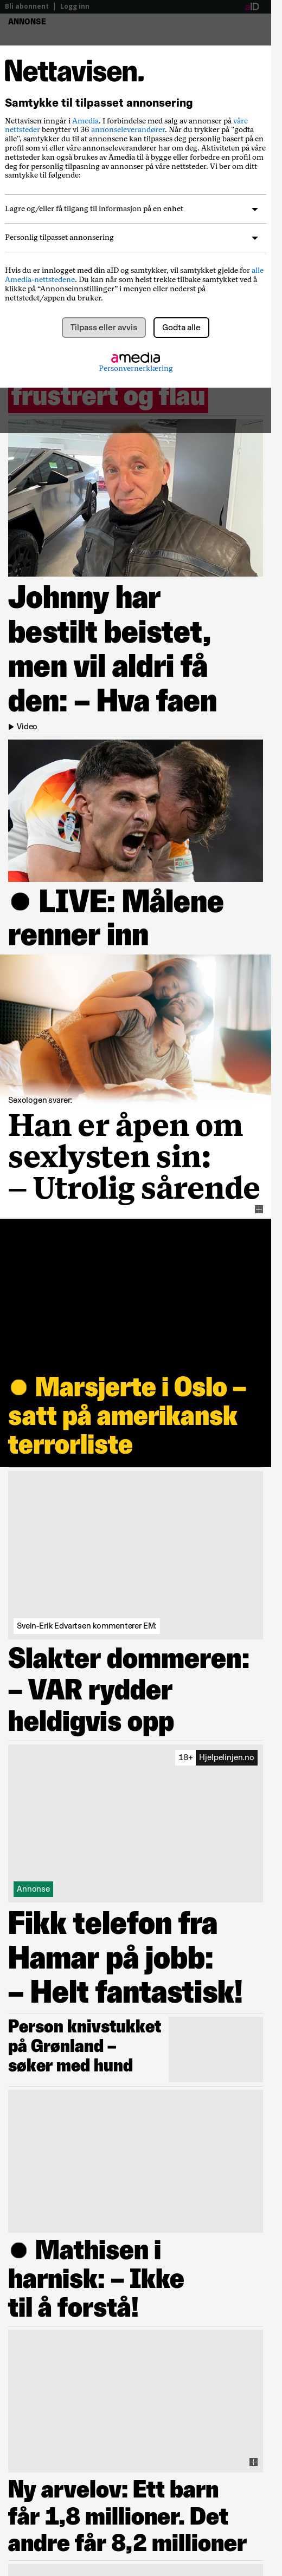 Bli abonnent | Logg inn
aID
ANNONSE
Nettavisen.
Samtykke til tilpasset annonsering
Nettavisen inngår i Amedia. I forbindelse med salg av annonser på våre
nettsteder benytter vi 36 annonseleverandører. Når du trykker på "godta
alle", samtykker du til at annonsene kan tilpasses deg personlig basert på en
profil som vi eller våre annonseleverandører har om deg. Aktiviteten på våre
nettsteder kan også brukes av Amedia til å bygge eller forbedre en profil om
deg for personlig tilpasning av annonser på våre nettsteder. Vi ber om ditt
samtykke til følgende:
Lagre og/eller få tilgang til informasjon på en enhet
Personlig tilpasset annonsering
Hvis du er innlogget med din aID og samtykker, vil samtykket gjelde for alle
Amedia-nettstedene. Du kan når som helst trekke tilbake samtykket ved å
klikke på “Annonseinnstillinger” i menyen eller nederst på
nettstedet/appen du bruker.
Tilpass eller avvis
Godta alle
amedia
Personvernerklæring
frustrert og flau
Johnny har
bestilt beistet,
men vil aldri få
den: – Hva faen
Video
● LIVE: Målene
renner inn
Sexologen svarer:
Han er åpen om
sexlysten sin:
– Utrolig sårende
● Marsjerte i Oslo –
satt på amerikansk
terrorliste
Svein-Erik Edvartsen kommenterer EM:
Slakter dommeren:
– VAR rydder
heldigvis opp
18+ Hjelpelinjen.no
Annonse
Fikk telefon fra
Hamar på jobb:
– Helt fantastisk!
Person knivstukket
på Grønland –
søker med hund
● Mathisen i
harnisk: – Ikke
til å forstå!
Ny arvelov: Ett barn
får 1,8 millioner. Det
andre får 8,2 millioner